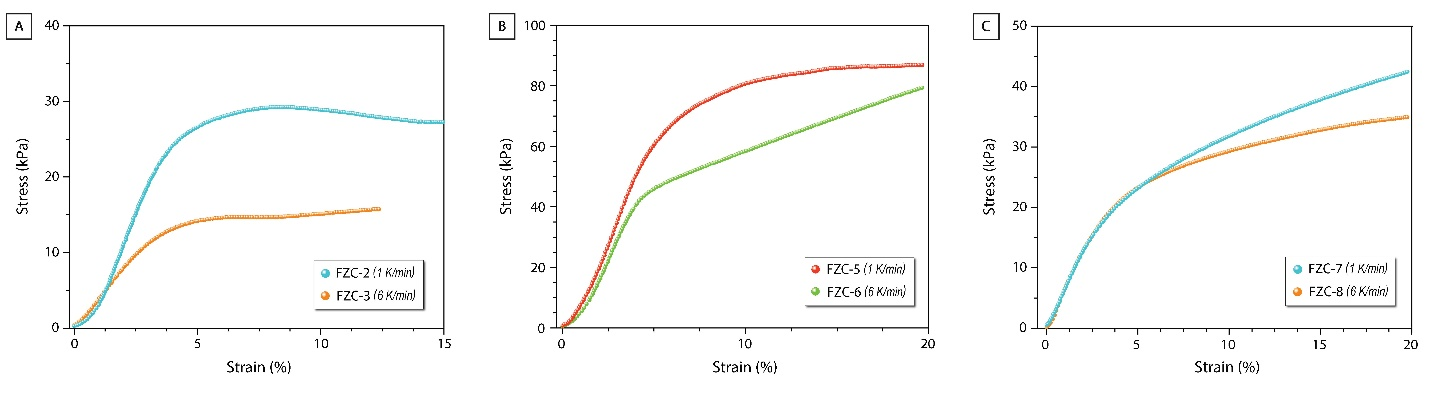 A
40
30
20
10
0
Stress (kPa)
FZC-2 (1 K/min)
FZC-3 (6 K/min)
0 5 10 15
Strain (%)
B
100
80
60
40
20
0
Stress (kPa)
FZC-5 (1 K/min)
FZC-6 (6 K/min)
0 10 20
Strain (%)
C
50
40
30
20
10
0
Stress (kPa)
FZC-7 (1 K/min)
FZC-8 (6 K/min)
0 5 10 15 20
Strain (%)